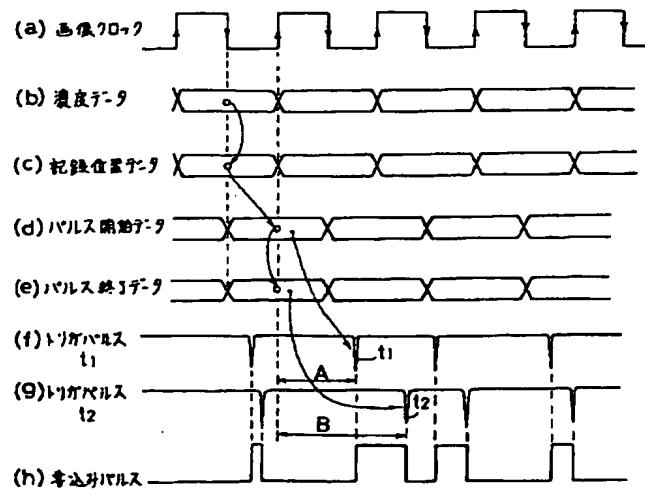 (a) 画像クロック
(b) 濃度データ
(c) 記録位置データ
(d) パルス開始データ
(e) パルス終了データ
(f) トリガパルス
t1
t1
A
(g) トリガパルス
t2
t2
B
(h) 書込みパルス